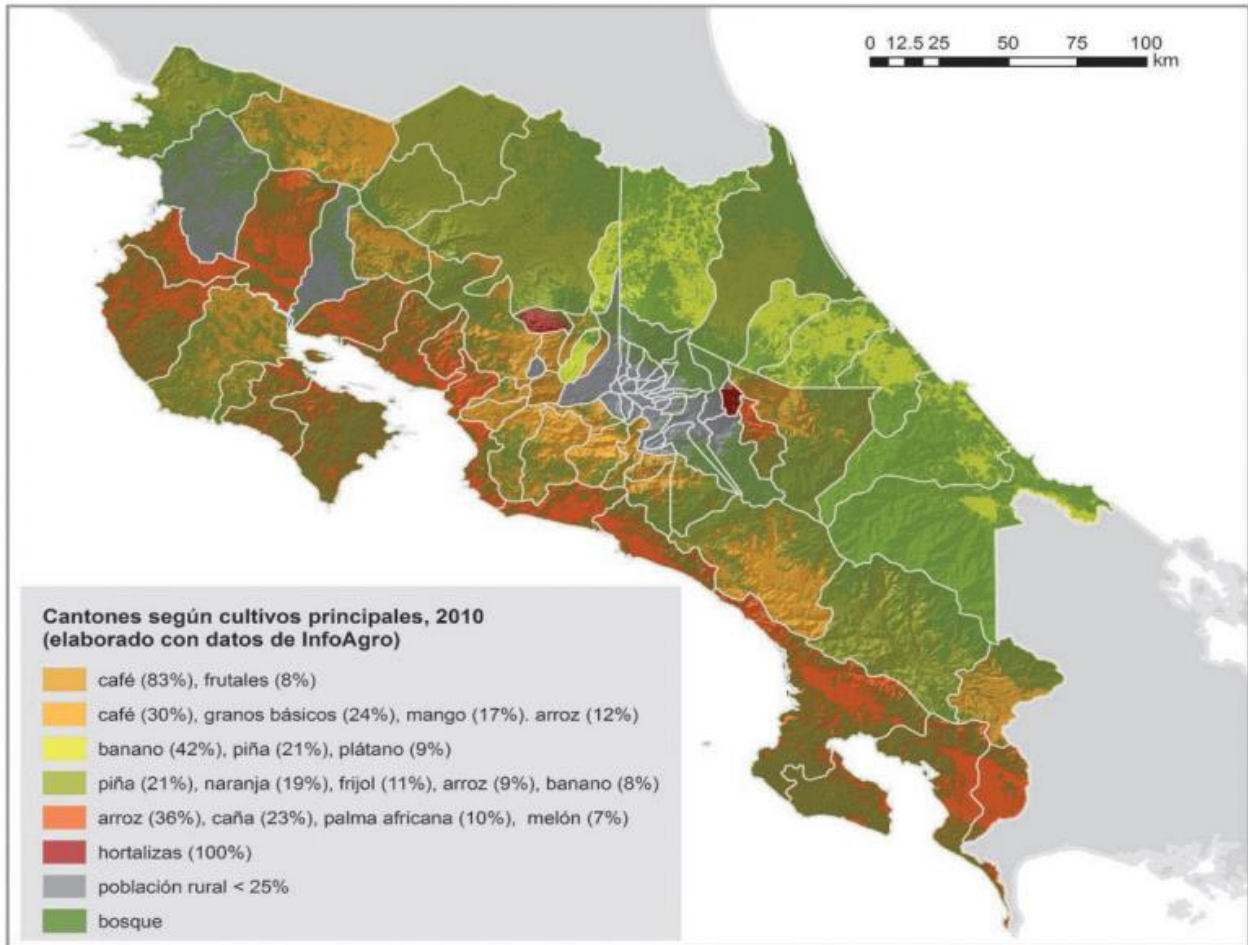 0 12.5 25 50 75 100
km
Cantones según cultivos principales, 2010
(elaborado con datos de InfoAgro)
café (83%), frutales (8%)
café (30%), granos básicos (24%), mango (17%). arroz (12%)
banano (42%), piña (21%), plátano (9%)
piña (21%), naranja (19%), frijol (11%), arroz (9%), banano (8%)
arroz (36%), caña (23%), palma africana (10%), melón (7%)
hortalizas (100%)
población rural < 25%
bosque